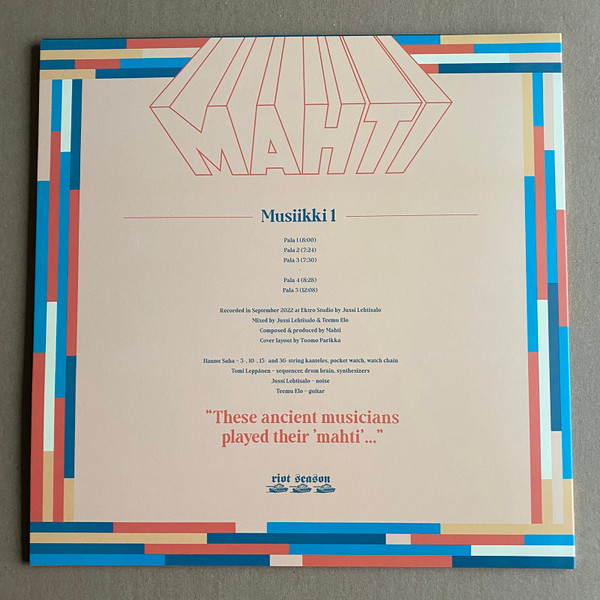 MAHTI
Musiikki 1
Pala 1 (8:00)
Pala 2 (7:24)
Pala 3 (7:30)
Pala 4 (8:28)
Pala 5 (12:08)
Recorded in September 2022 at Ektro Studio by Jussi Lehtisalo
Mixed by Jussi Lehtisalo & Teemu Elo
Composed & produced by Mahti
Cover layout by Tuomo Parikka
Hannu Saha – 5-, 10-, 15- and 36-string kanteles, pocket watch, watch chain
Tomi Leppänen – sequencer, drum brain, synthesizers
Jussi Lehtisalo – noise
Teemu Elo – guitar
“These ancient musicians
played their ’mahti’...”
riot season